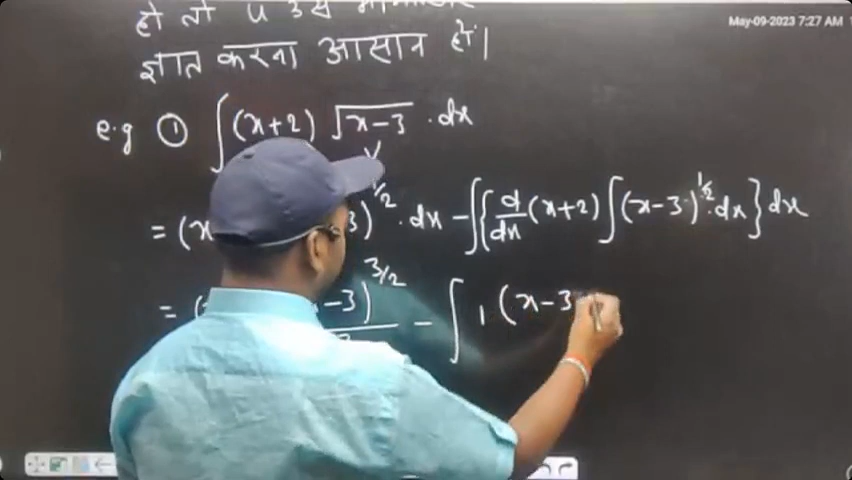 May-09-2023 7:27 AM
हो तो u उसे
ज्ञात करना आसान हो।
e.g ① ∫(x+2) √x-3 . dx
= (x 3)^1/2 . dx - ∫{d/dx (x+2) ∫(x-3)^1/2 . dx} dx
= ( x-3)^3/2 - ∫ 1 (x-3